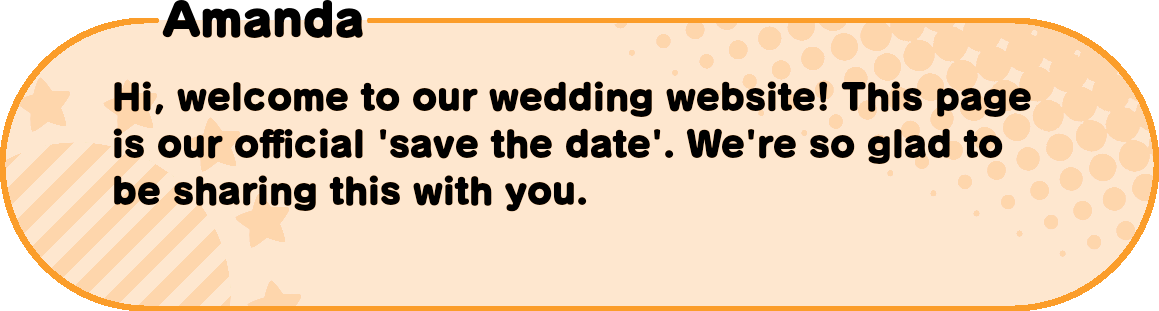 Amanda
Hi, welcome to our wedding website! This page
is our official 'save the date'. We're so glad to
be sharing this with you.